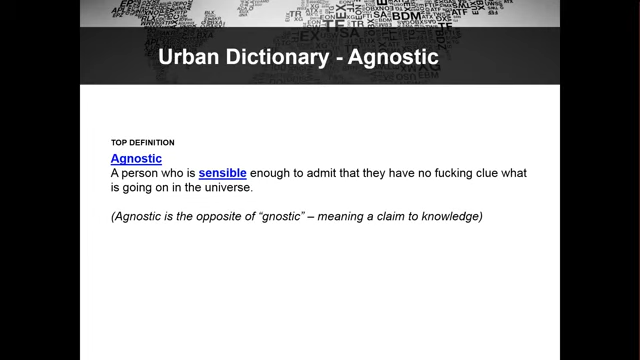 Urban Dictionary - Agnostic
TOP DEFINITION
Agnostic
A person who is sensible enough to admit that they have no fucking clue what
is going on in the universe.
(Agnostic is the opposite of “gnostic” – meaning a claim to knowledge)